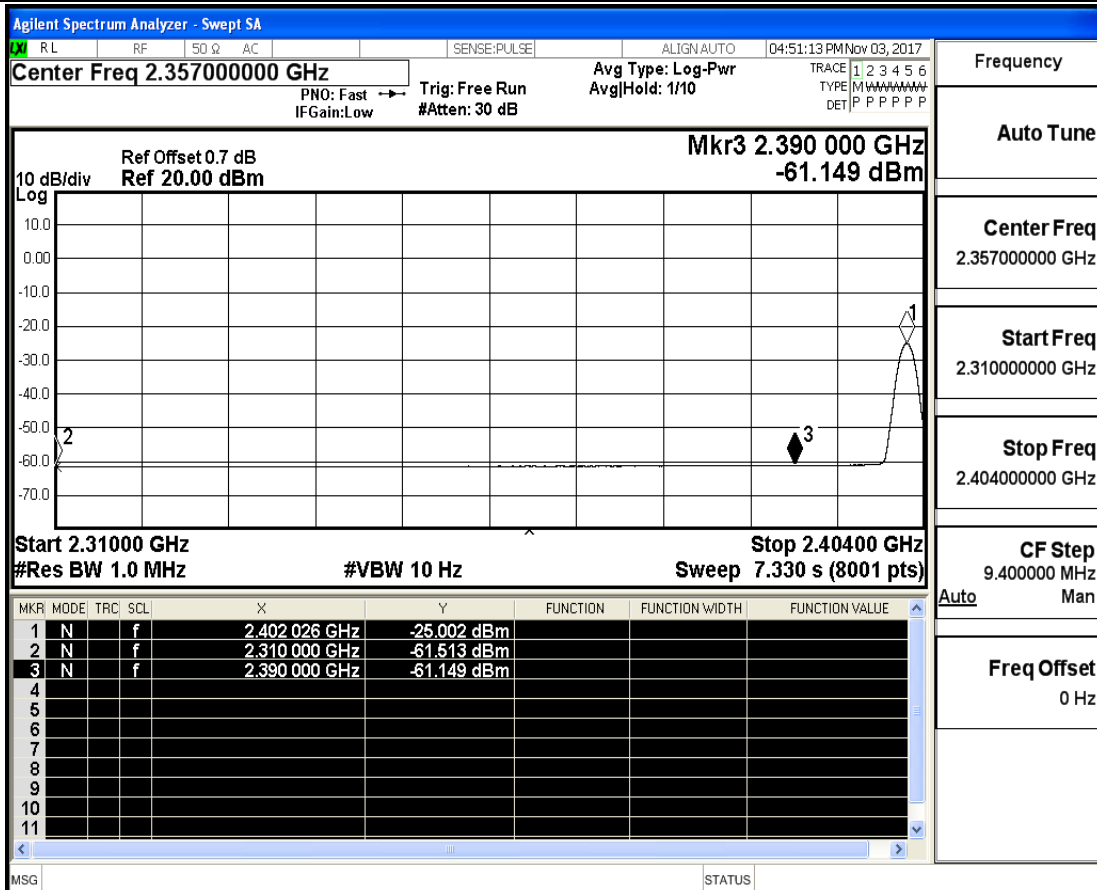 Agilent Spectrum Analyzer - Swept SA
LXI RL RF 50 Ω AC SENSE:PULSE ALIGN AUTO 04:51:13 PM Nov 03, 2017
Center Freq 2.357000000 GHz
PNO: Fast
IFGain:Low
Trig: Free Run
#Atten: 30 dB
Avg Type: Log-Pwr
Avg|Hold: 1/10
TRACE 1 2 3 4 5 6
TYPE M WWWWW
DET P P P P P P
Mkr3 2.390 000 GHz
-61.149 dBm
Ref Offset 0.7 dB
10 dB/div Ref 20.00 dBm
Log
10.0
0.00
-10.0
-20.0
-30.0
-40.0
-50.0
-60.0
-70.0
1
2
3
Start 2.31000 GHz Stop 2.40400 GHz
#Res BW 1.0 MHz #VBW 10 Hz Sweep 7.330 s (8001 pts)
MKR MODE TRC SCL X Y FUNCTION FUNCTION WIDTH FUNCTION VALUE
1 N f 2.402 026 GHz -25.002 dBm
2 N f 2.310 000 GHz -61.513 dBm
3 N f 2.390 000 GHz -61.149 dBm
4
5
6
7
8
9
10
11
MSG STATUS
Frequency
Auto Tune
Center Freq
2.357000000 GHz
Start Freq
2.310000000 GHz
Stop Freq
2.404000000 GHz
CF Step
9.400000 MHz
Auto Man
Freq Offset
0 Hz